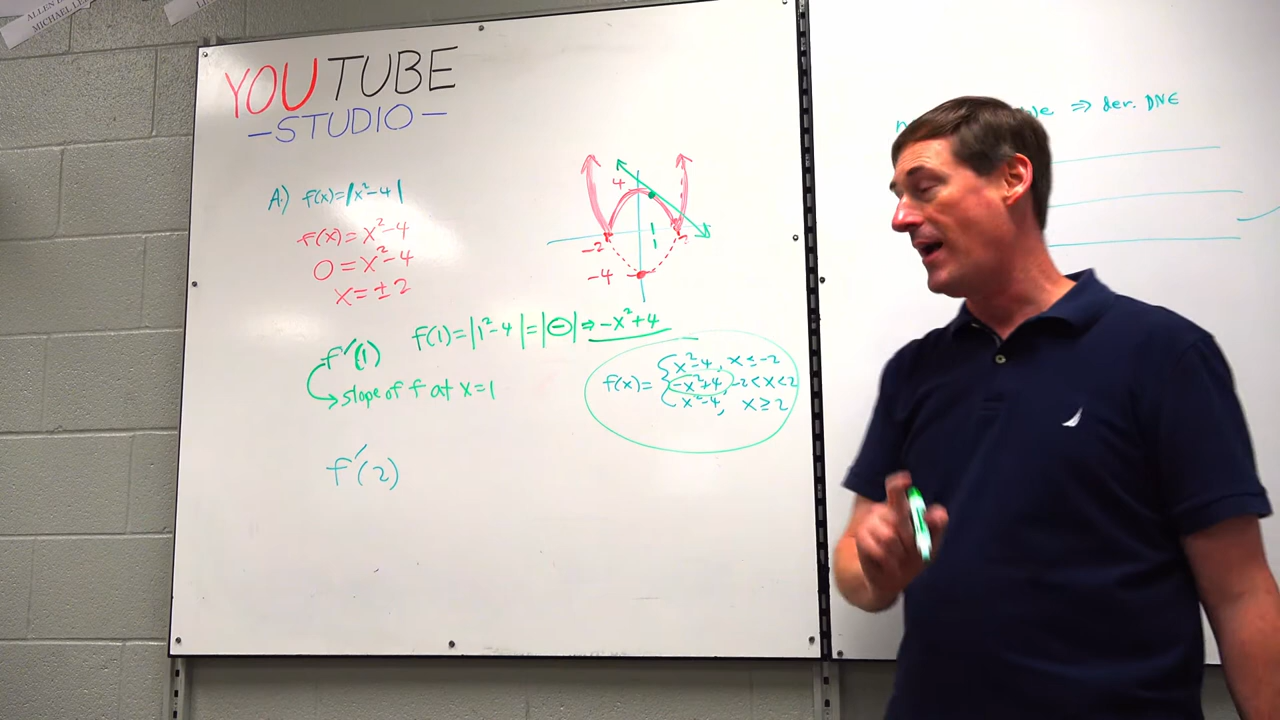 MICHAEL
YOUTUBE
-STUDIO-
A.) f(x)=|x²-4|
f(x)=x²-4
0=x²-4
x=±2
4
-2
-4
1
f(1)=|1²-4|=|⊖|⇒-x²+4
f'(1)
slope of f at x=1
f(x)={x²-4, x≤-2
-x²+4, -2<x<2
x²-4, x≥2
f'(2)
⇒ der. DNE